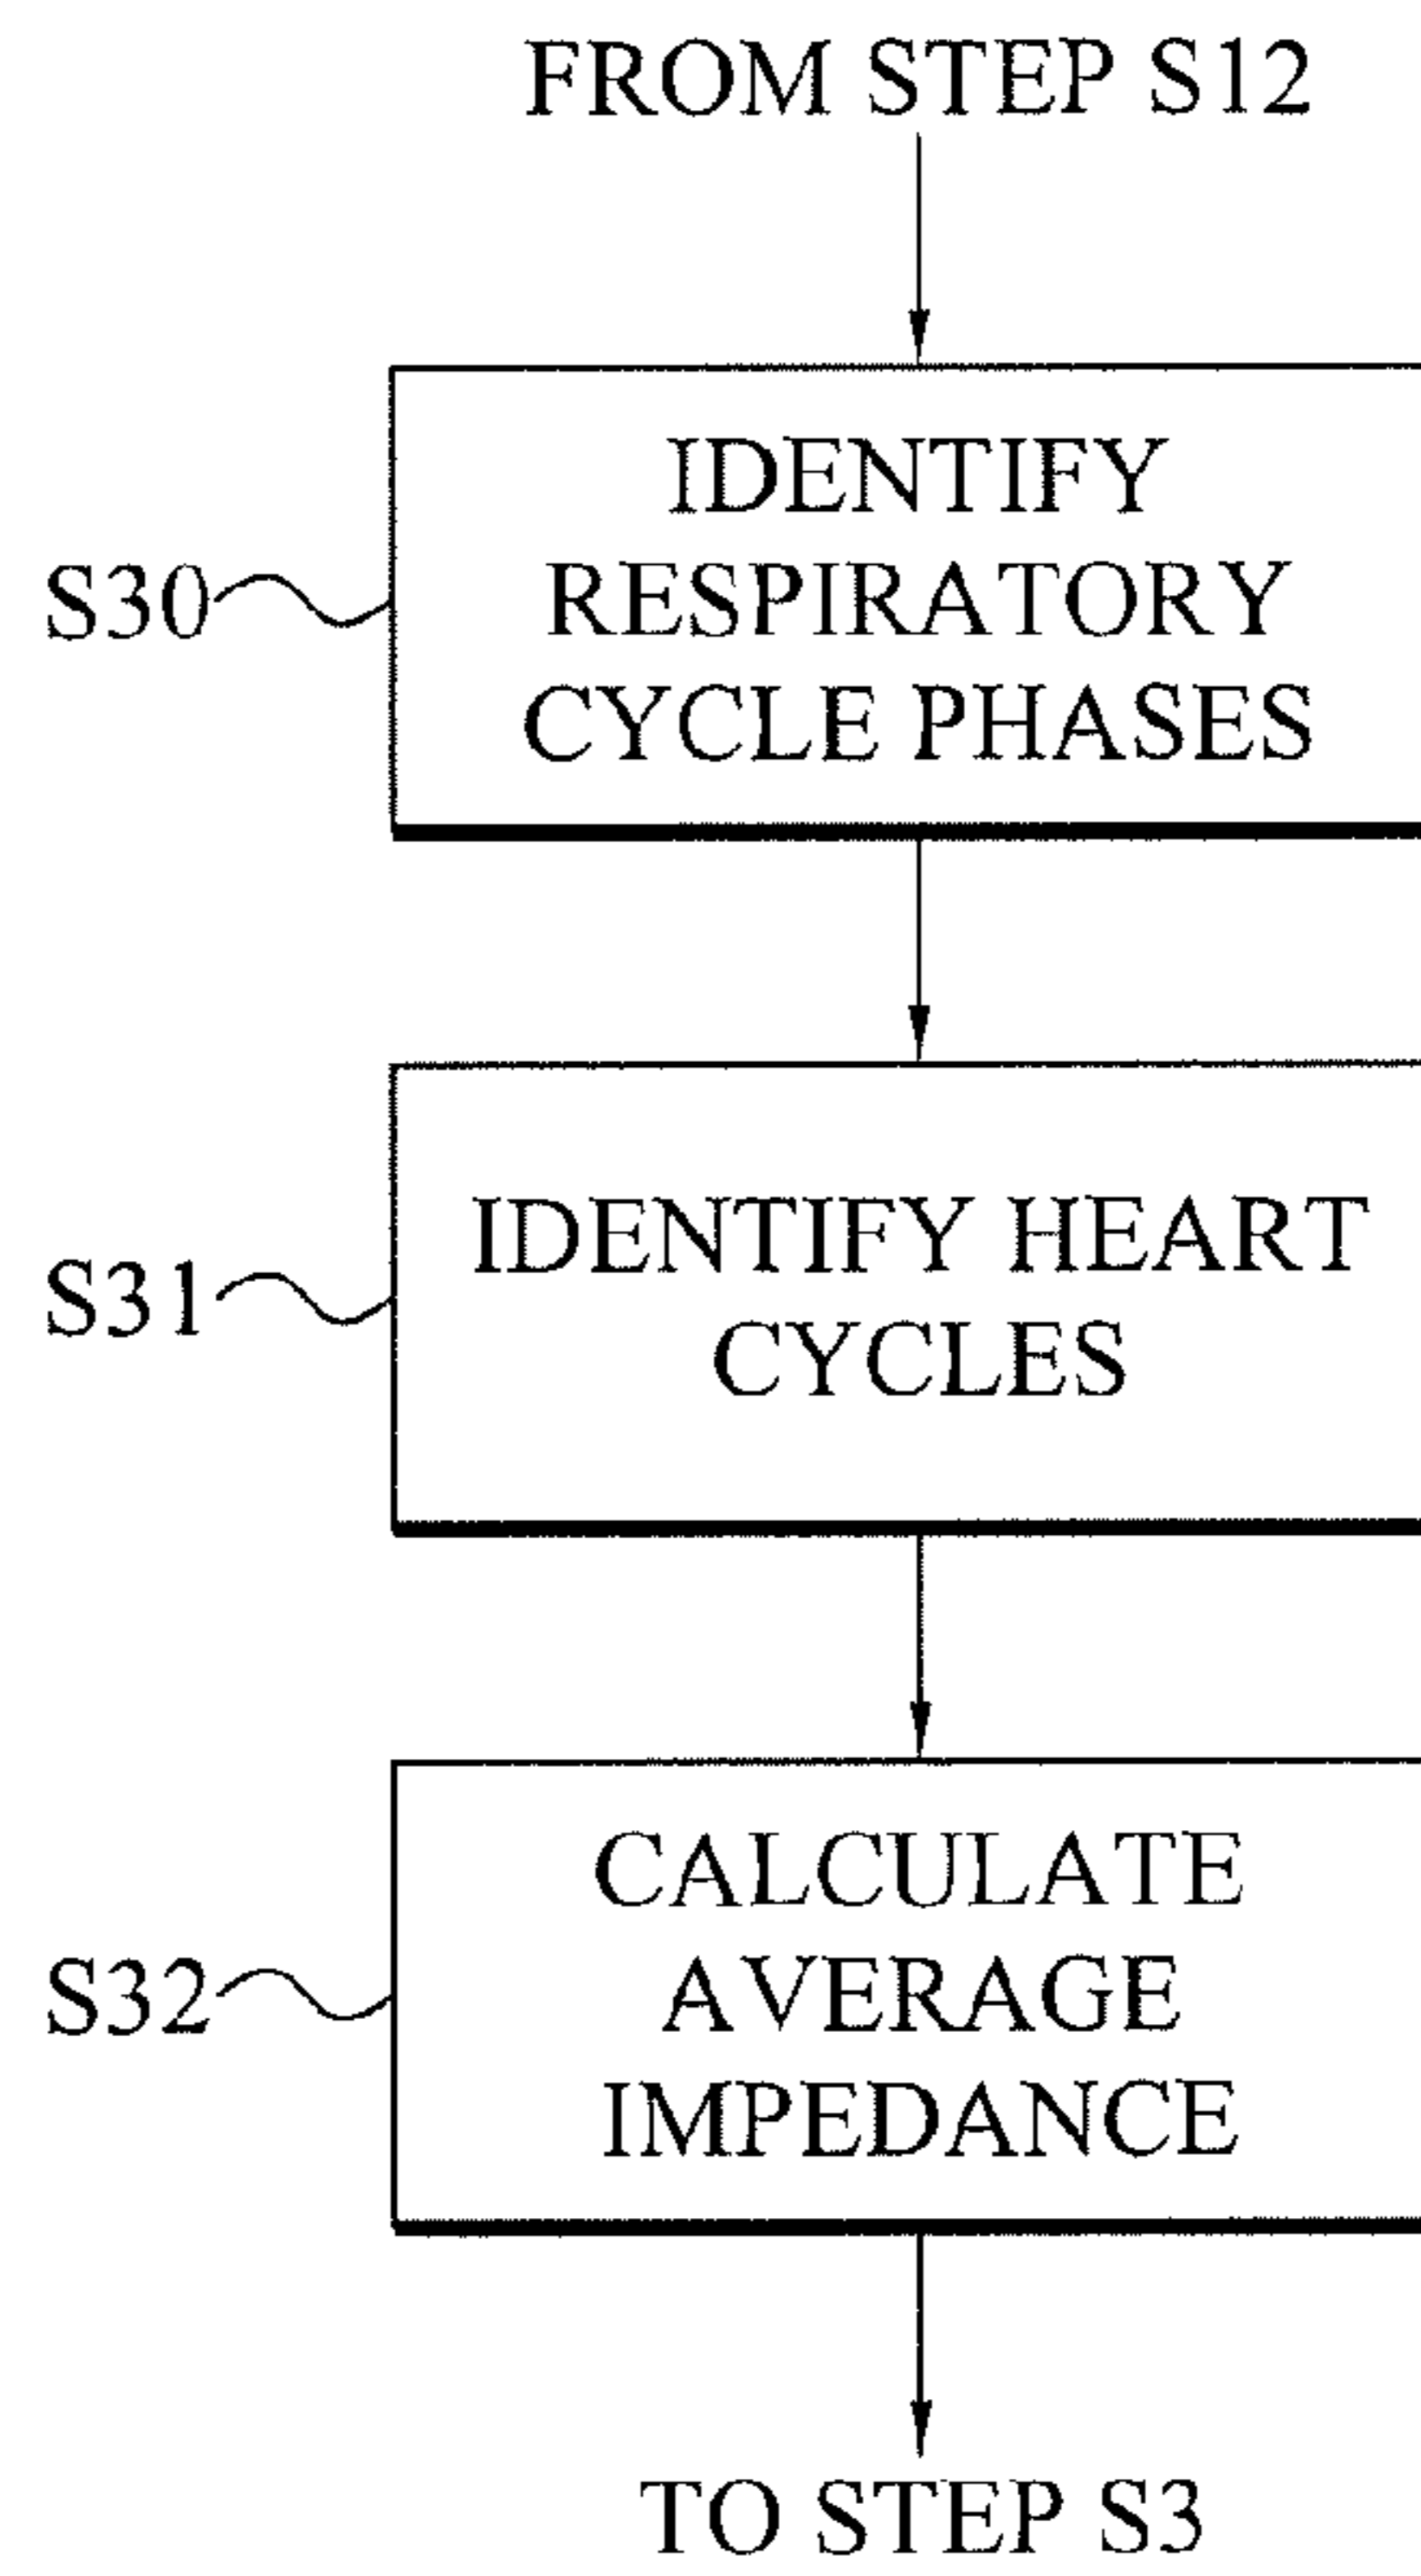 FROM STEP S12
IDENTIFY
RESPIRATORY
CYCLE PHASES
S30
IDENTIFY HEART
CYCLES
S31
CALCULATE
AVERAGE
IMPEDANCE
S32
TO STEP S3